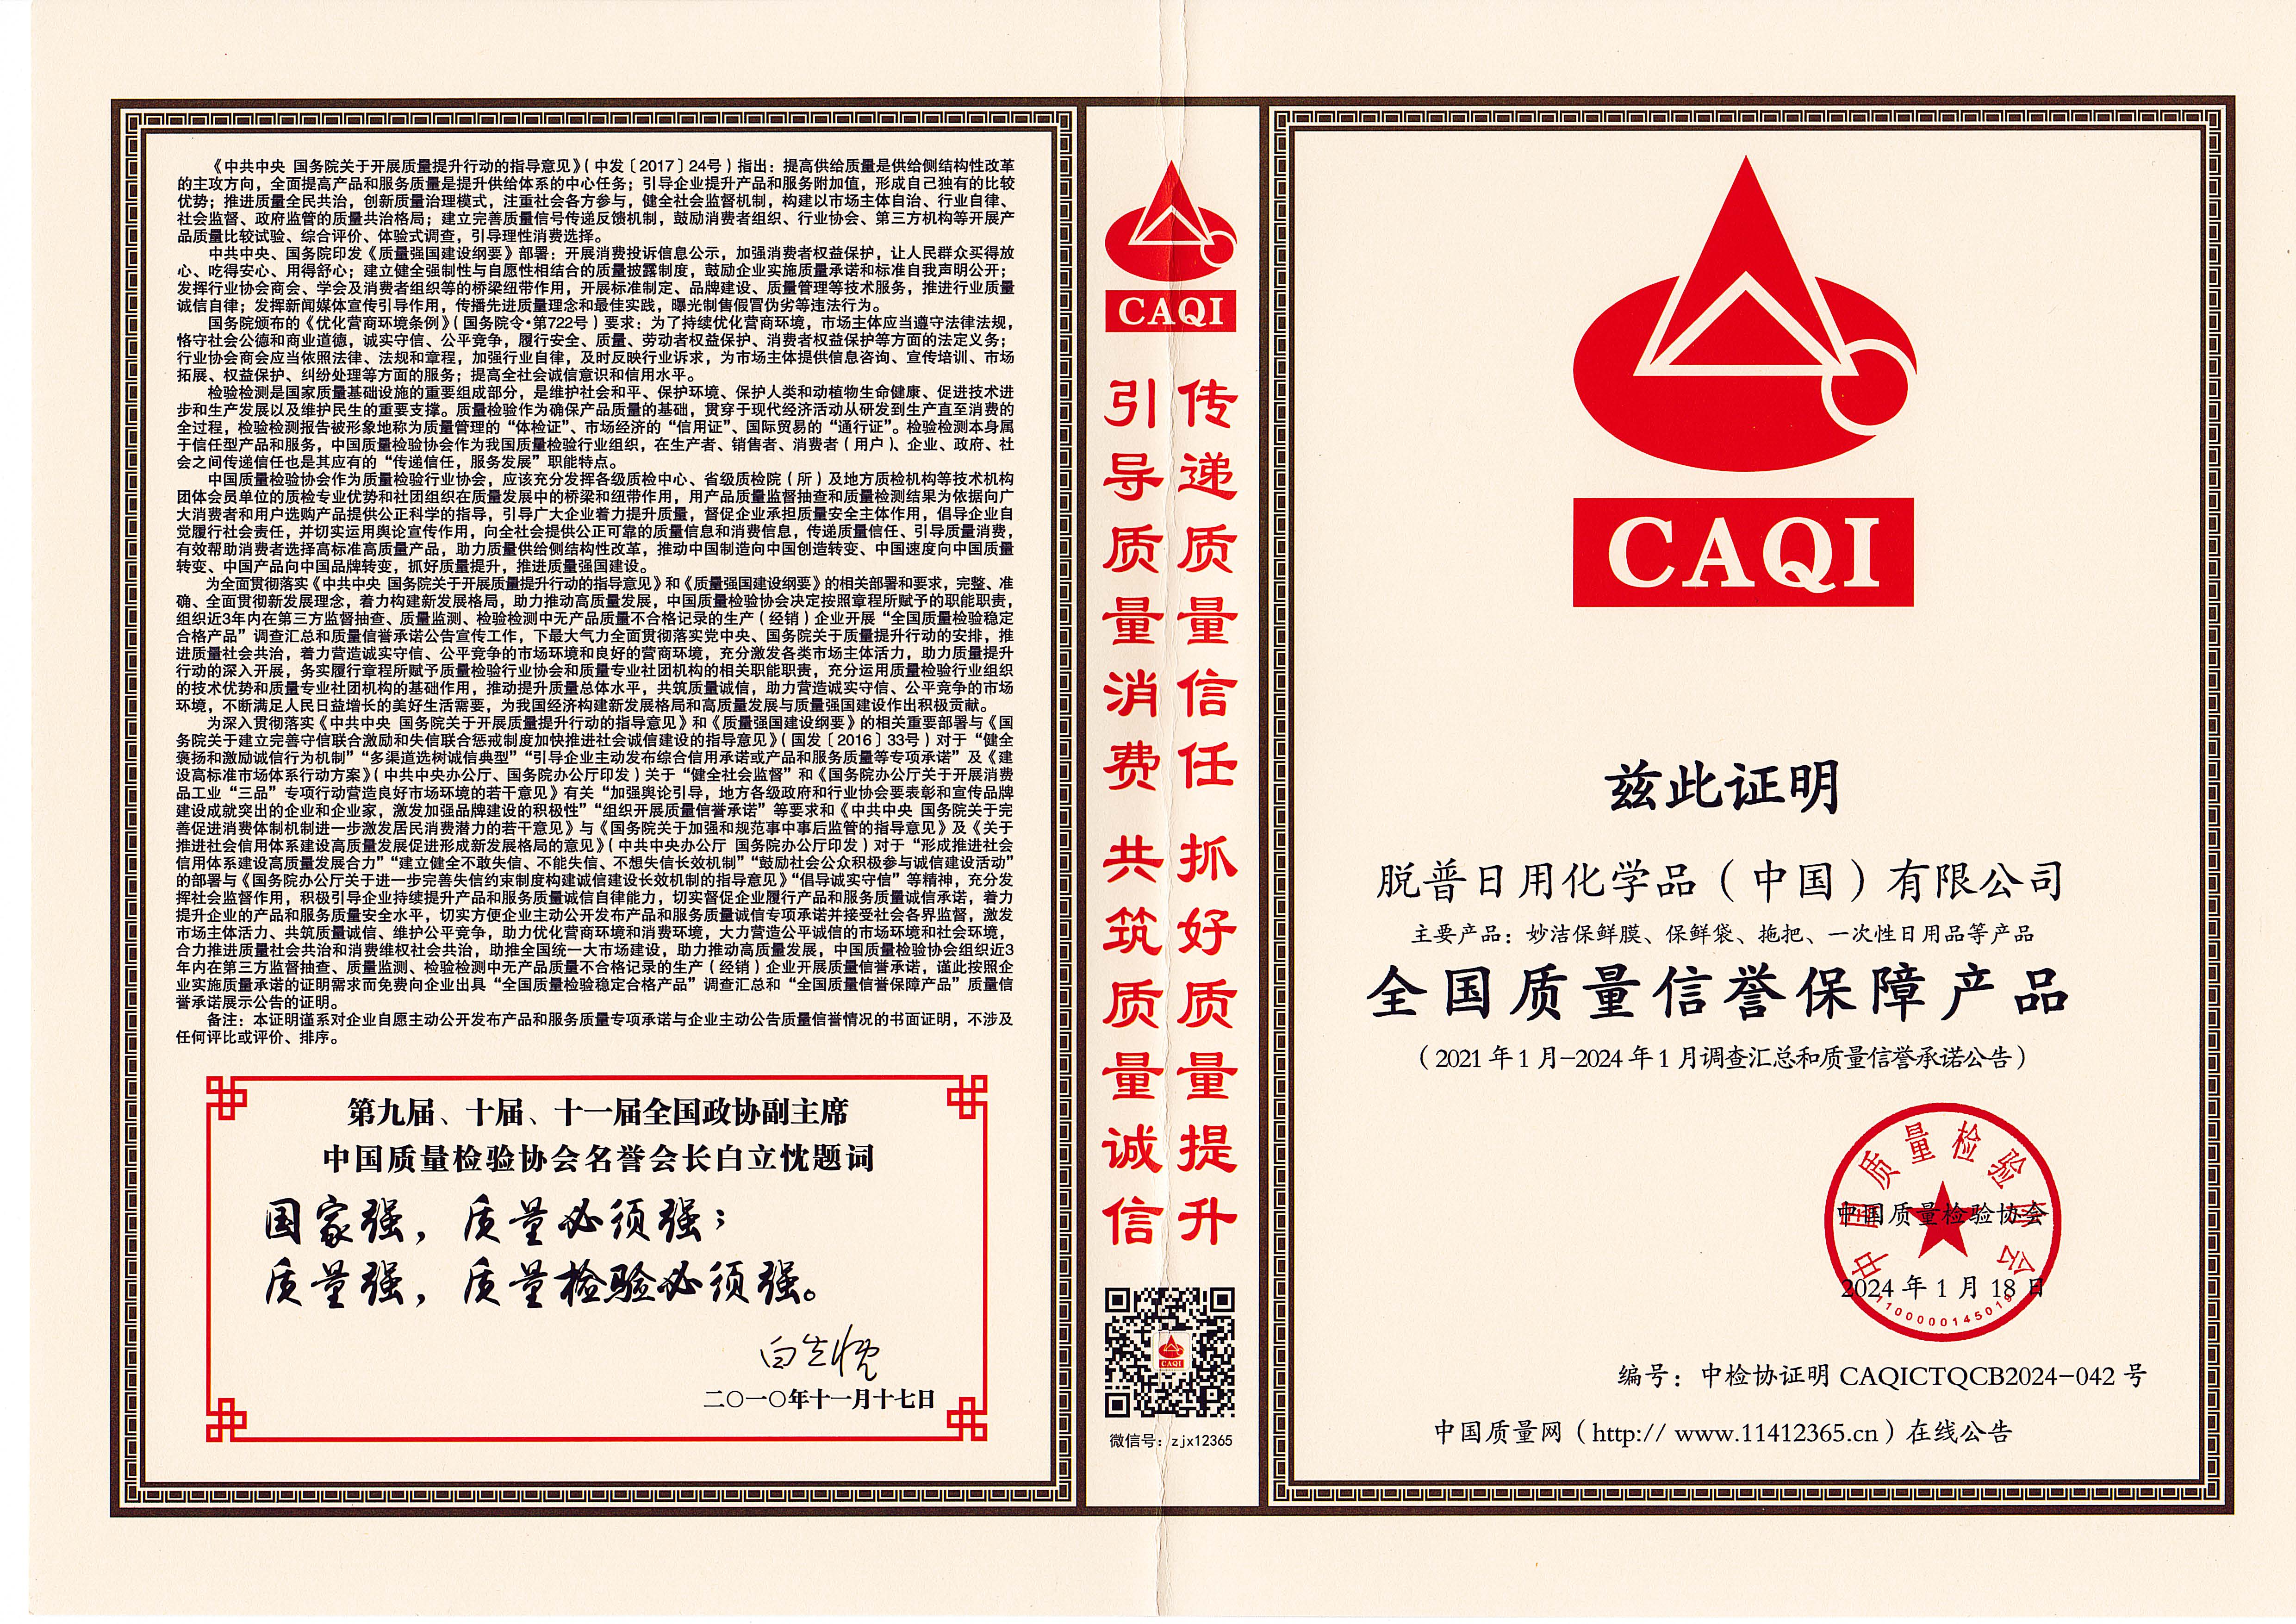 《中共中央 国务院关于开展质量提升行动的指导意见》（中发〔2017〕24号）指出：提高供给质量是供给侧结构性改革
的主攻方向，全面提高产品和服务质量是提升供给体系的中心任务；引导企业提升产品和服务附加值，形成自己独有的比较
优势；推进质量全民共治，创新质量治理模式，注重社会各方参与，健全社会监督机制，构建以市场主体自治、行业自律、
社会监督、政府监管的质量共治格局；建立完善质量信号传递反馈机制，鼓励消费者组织、行业协会、第三方机构等开展产
品质量比较试验、综合评价、体验式调查，引导理性消费选择。
中共中央、国务院印发《质量强国建设纲要》部署：开展消费投诉信息公示，加强消费者权益保护，让人民群众买得放
心、吃得安心、用得舒心；建立健全强制性与自愿性相结合的质量披露制度，鼓励企业实施质量承诺和标准自我声明公开；
发挥行业协会商会、学会及消费者组织等的桥梁纽带作用，开展标准制定、品牌建设、质量管理等技术服务，推进行业质量
诚信自律；发挥新闻媒体宣传引导作用，传播先进质量理念和最佳实践，曝光制售假冒伪劣等违法行为。
国务院颁布的《优化营商环境条例》（国务院令•第722号）要求：为了持续优化营商环境，市场主体应当遵守法律法规，
恪守社会公德和商业道德，诚实守信、公平竞争，履行安全、质量、劳动者权益保护、消费者权益保护等方面的法定义务；
行业协会商会应当依照法律、法规和章程，加强行业自律，及时反映行业诉求，为市场主体提供信息咨询、宣传培训、市场
拓展、权益保护、纠纷处理等方面的服务；提高全社会诚信意识和信用水平。
检验检测是国家质量基础设施的重要组成部分，是维护社会和平、保护环境、保护人类和动植物生命健康、促进技术进
步和生产发展以及维护民生的重要支撑。质量检验作为确保产品质量的基础，贯穿于现代经济活动从研发到生产直至消费的
全过程，检验检测报告被形象地称为质量管理的“体检证”、市场经济的“信用证”、国际贸易的“通行证”。检验检测本身属
于信任型产品和服务，中国质量检验协会作为我国质量检验行业组织，在生产者、销售者、消费者（用户）、企业、政府、社
会之间传递信任也是其应有的“传递信任，服务发展”职能特点。
中国质量检验协会作为质量检验行业协会，应该充分发挥各级质检中心、省级质检院（所）及地方质检机构等技术机构
团体会员单位的质检专业优势和社团组织在质量发展中的桥梁和纽带作用，用产品质量监督抽查和质量检测结果为依据向广
大消费者和用户选购产品提供公正科学的指导，引导广大企业着力提升质量，督促企业承担质量安全主体作用，倡导企业自
觉履行社会责任，并切实运用舆论宣传作用，向全社会提供公正可靠的质量信息和消费信息，传递质量信任、引导质量消费，
有效帮助消费者选择高标准高质量产品，助力质量供给侧结构性改革，推动中国制造向中国创造转变、中国速度向中国质量
转变、中国产品向中国品牌转变，抓好质量提升，推进质量强国建设。
为全面贯彻落实《中共中央 国务院关于开展质量提升行动的指导意见》和《质量强国建设纲要》的相关部署和要求，完整、准
确、全面贯彻新发展理念，着力构建新发展格局，助力推动高质量发展，中国质量检验协会决定按照章程所赋予的职能职责，
组织近3年内在第三方监督抽查、质量监测、检验检测中无产品质量不合格记录的生产（经销）企业开展“全国质量检验稳定
合格产品”调查汇总和质量信誉承诺公告宣传工作，下最大气力全面贯彻落实党中央、国务院关于质量提升行动的安排，推
进质量社会共治，着力营造诚实守信、公平竞争的市场环境和良好的营商环境，充分激发各类市场主体活力，助力质量提升
行动的深入开展，务实履行章程所赋予质量检验行业协会和质量专业社团机构的相关职能职责，充分运用质量检验行业组织
的技术优势和质量专业社团机构的基础作用，推动提升质量总体水平，共筑质量诚信，助力营造诚实守信、公平竞争的市场
环境，不断满足人民日益增长的美好生活需要，为我国经济构建新发展格局和高质量发展与质量强国建设作出积极贡献。
为深入贯彻落实《中共中央 国务院关于开展质量提升行动的指导意见》和《质量强国建设纲要》的相关重要部署与《国
务院关于建立完善守信联合激励和失信联合惩戒制度加快推进社会诚信建设的指导意见》（国发〔2016〕33号）对于“健全
褒扬和激励诚信行为机制”“多渠道选树诚信典型”“引导企业主动发布综合信用承诺或产品和服务质量等专项承诺”及《建
设高标准市场体系行动方案》（中共中央办公厅、国务院办公厅印发）关于“健全社会监督”和《国务院办公厅关于开展消费
品工业“三品”专项行动营造良好市场环境的若干意见》有关“加强舆论引导，地方各级政府和行业协会要表彰和宣传品牌
建设成就突出的企业和企业家，激发加强品牌建设的积极性”“组织开展质量信誉承诺”等要求和《中共中央 国务院关于完
善促进消费体制机制进一步激发居民消费潜力的若干意见》与《国务院关于加强和规范事中事后监管的指导意见》及《关于
推进社会信用体系建设高质量发展促进形成新发展格局的意见》（中共中央办公厅 国务院办公厅印发）对于“形成推进社会
信用体系建设高质量发展合力”“建立健全不敢失信、不能失信、不想失信长效机制”“鼓励社会公众积极参与诚信建设活动”
的部署与《国务院办公厅关于进一步完善失信约束制度构建诚信建设长效机制的指导意见》“倡导诚实守信”等精神，充分发
挥社会监督作用，积极引导企业持续提升产品和服务质量诚信自律能力，切实督促企业履行产品和服务质量诚信承诺，着力
提升企业的产品和服务质量安全水平，切实方便企业主动公开发布产品和服务质量诚信专项承诺并接受社会各界监督，激发
市场主体活力、共筑质量诚信、维护公平竞争，助力优化营商环境和消费环境，大力营造公平诚信的市场环境和社会环境，
合力推进质量社会共治和消费维权社会共治，助推全国统一大市场建设，助力推动高质量发展，中国质量检验协会组织近3
年内在第三方监督抽查、质量监测、检验检测中无产品质量不合格记录的生产（经销）企业开展质量信誉承诺，谨此按照企
业实施质量承诺的证明需求而免费向企业出具“全国质量检验稳定合格产品”调查汇总和“全国质量信誉保障产品”质量信
誉承诺展示公告的证明。
备注：本证明谨系对企业自愿主动公开发布产品和服务质量专项承诺与企业主动公告质量信誉情况的书面证明，不涉及
任何评比或评价、排序。
第九届、十届、十一届全国政协副主席
中国质量检验协会名誉会长白立忱题词
国家强，质量必须强；
质量强，质量检验必须强。
白立忱
二〇一〇年十一月十七日
CAQI
传递质量信任 抓好质量提升
引导质量消费 共筑质量诚信
CAQI
微信号：zjx12365
CAQI
兹此证明
脱普日用化学品（中国）有限公司
主要产品：妙洁保鲜膜、保鲜袋、拖把、一次性日用品等产品
全国质量信誉保障产品
（2021年1月-2024年1月调查汇总和质量信誉承诺公告）
中国质量检验协会
中国质量检验协会
2024年1月18日
1100000145019
编号：中检协证明 CAQICTQCB2024-042 号
中国质量网（http:// www.11412365.cn）在线公告